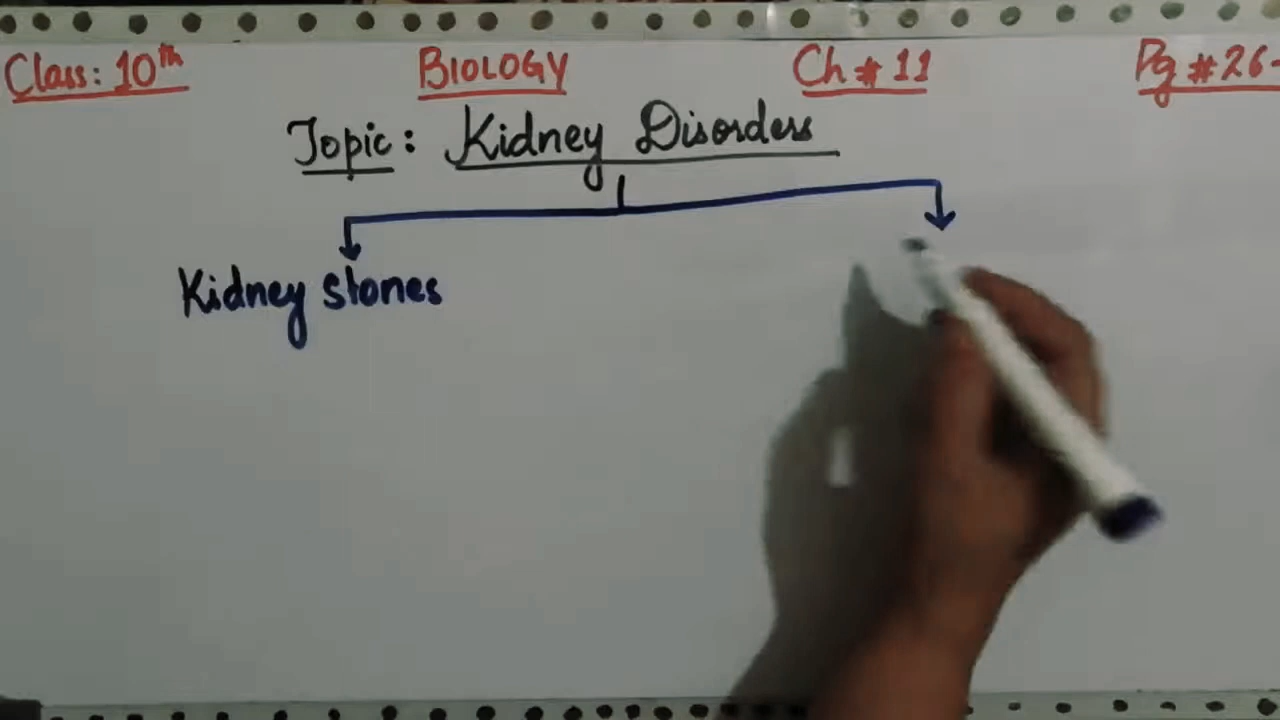 Class: 10th BIOLOGY Ch # 11 Pg # 26-
Topic: Kidney Disorders
Kidney stones